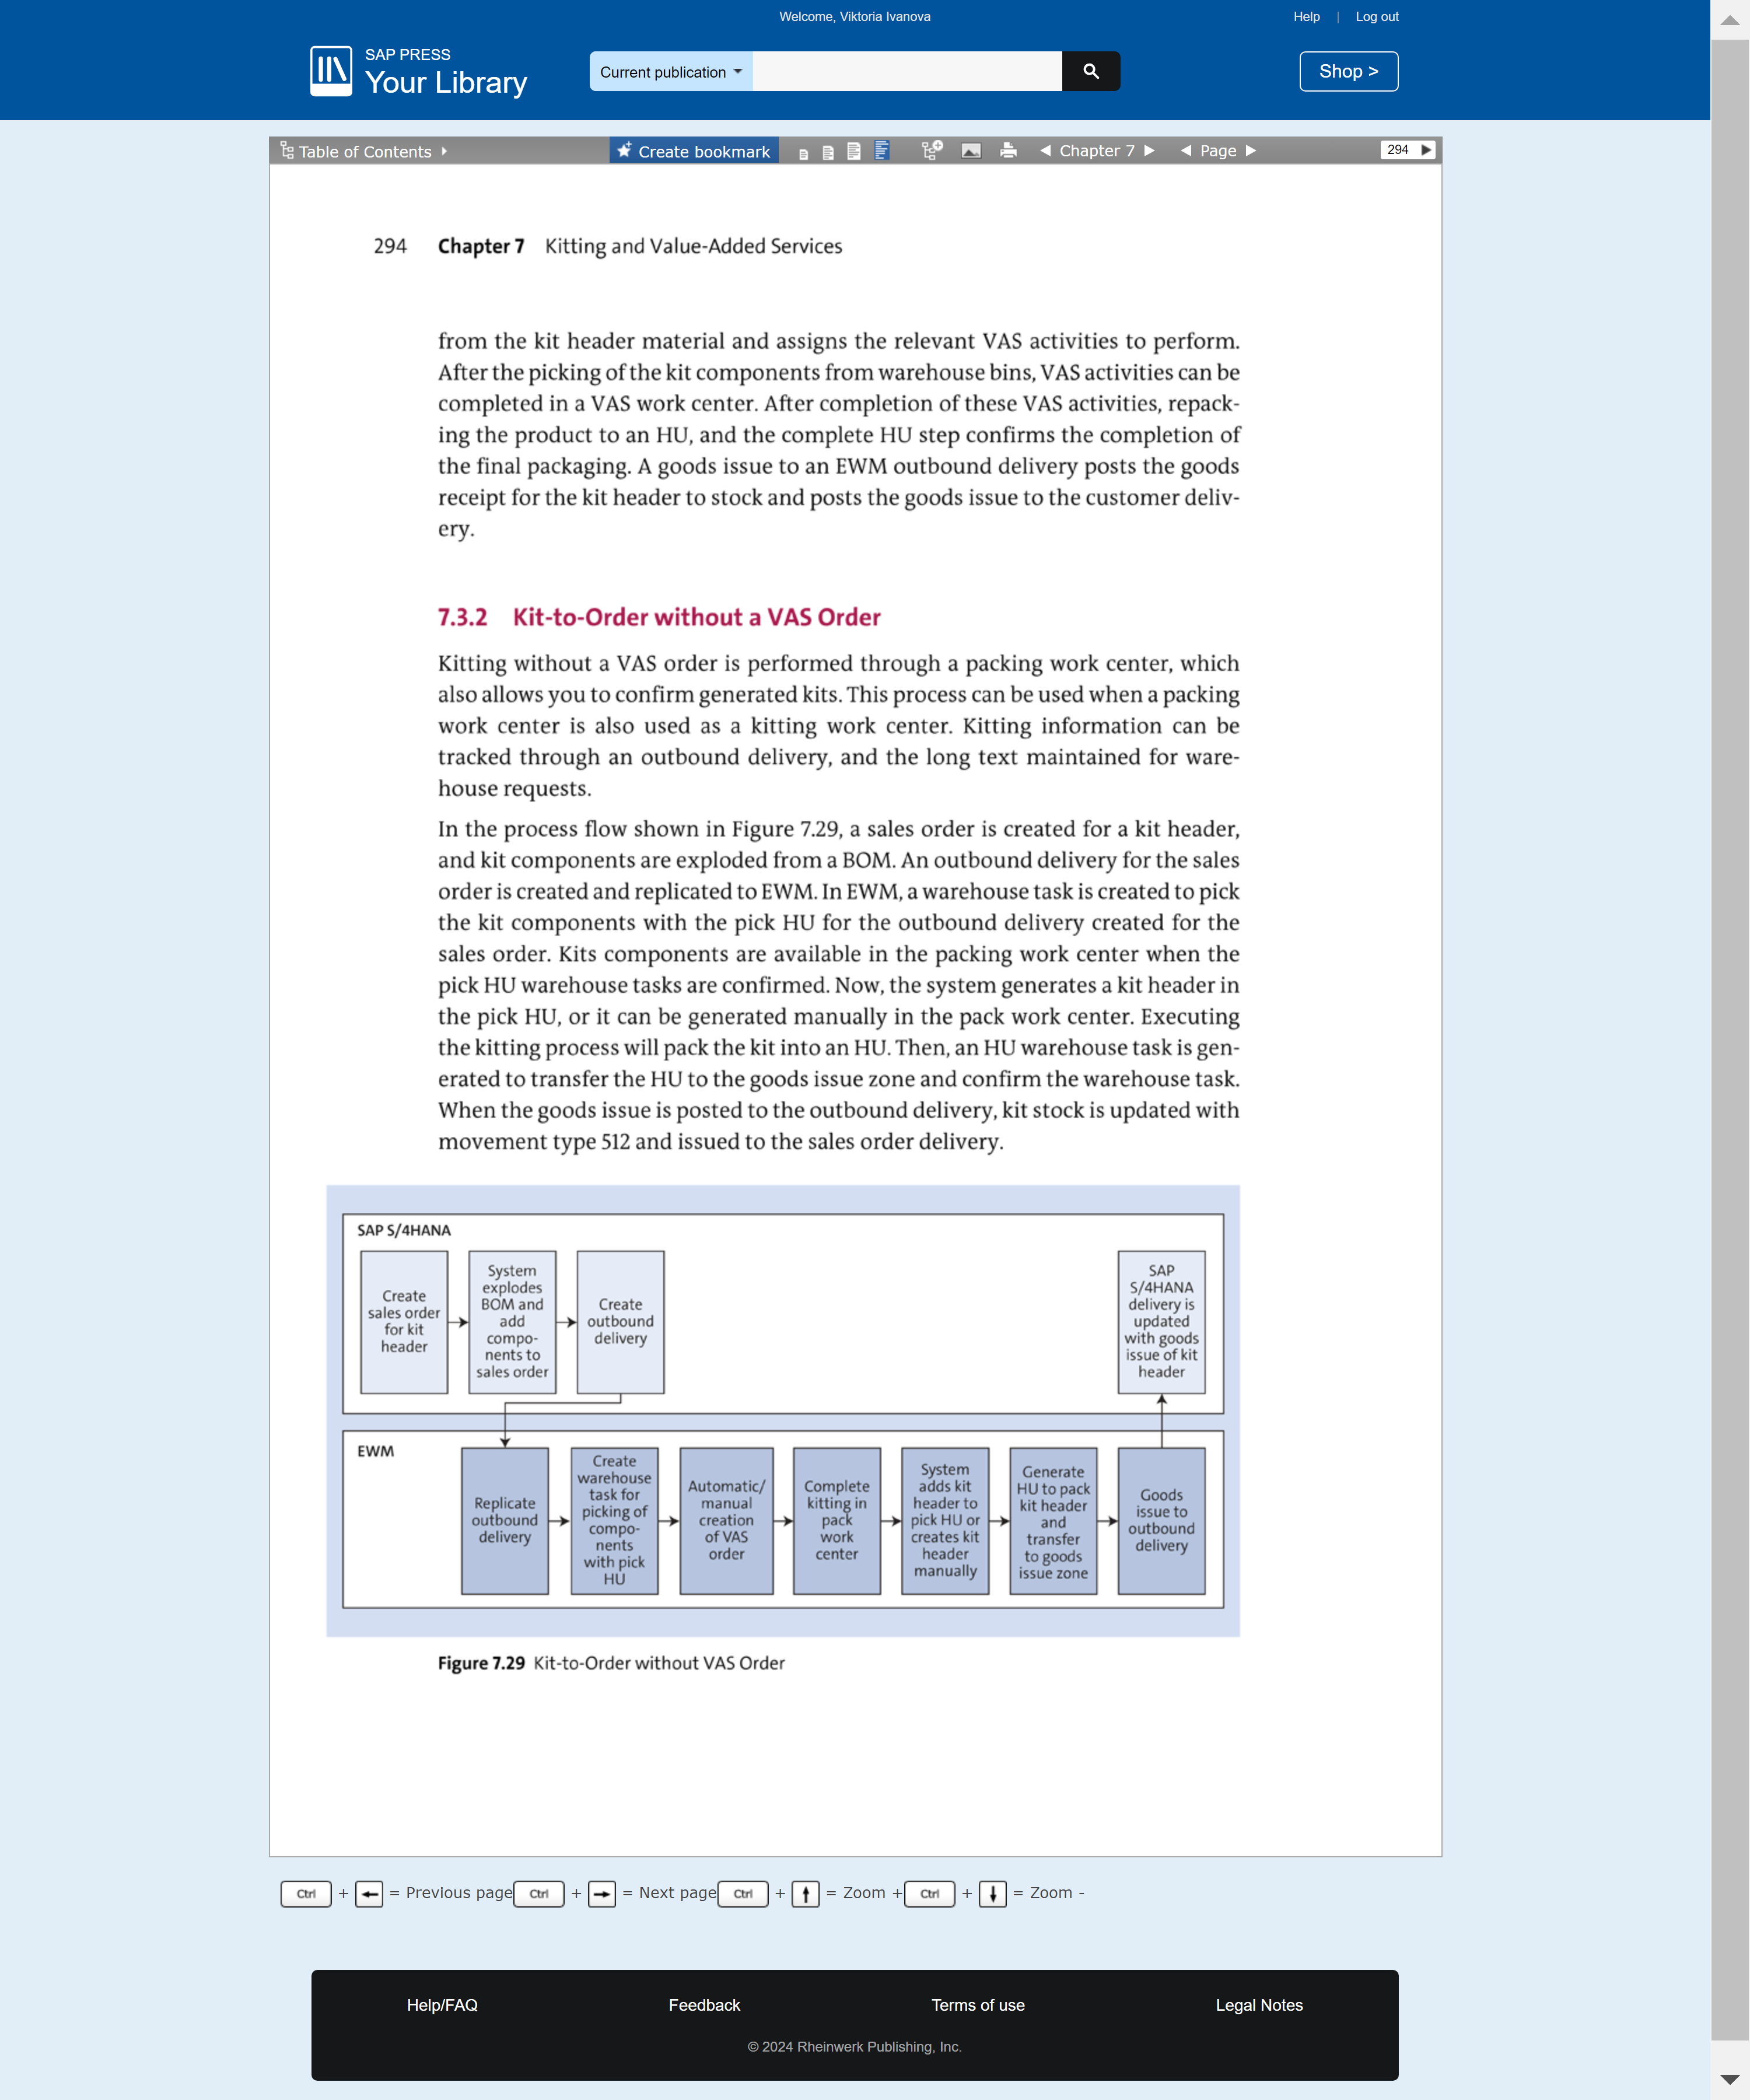 Welcome, Viktoria Ivanova
Help | Log out
SAP PRESS
Your Library
Current publication
Shop >
Table of Contents
Create bookmark
Chapter 7
Page
294
294 Chapter 7 Kitting and Value-Added Services
from the kit header material and assigns the relevant VAS activities to perform.
After the picking of the kit components from warehouse bins, VAS activities can be
completed in a VAS work center. After completion of these VAS activities, repack-
ing the product to an HU, and the complete HU step confirms the completion of
the final packaging. A goods issue to an EWM outbound delivery posts the goods
receipt for the kit header to stock and posts the goods issue to the customer deliv-
ery.
7.3.2 Kit-to-Order without a VAS Order
Kitting without a VAS order is performed through a packing work center, which
also allows you to confirm generated kits. This process can be used when a packing
work center is also used as a kitting work center. Kitting information can be
tracked through an outbound delivery, and the long text maintained for ware-
house requests.
In the process flow shown in Figure 7.29, a sales order is created for a kit header,
and kit components are exploded from a BOM. An outbound delivery for the sales
order is created and replicated to EWM. In EWM, a warehouse task is created to pick
the kit components with the pick HU for the outbound delivery created for the
sales order. Kits components are available in the packing work center when the
pick HU warehouse tasks are confirmed. Now, the system generates a kit header in
the pick HU, or it can be generated manually in the pack work center. Executing
the kitting process will pack the kit into an HU. Then, an HU warehouse task is gen-
erated to transfer the HU to the goods issue zone and confirm the warehouse task.
When the goods issue is posted to the outbound delivery, kit stock is updated with
movement type 512 and issued to the sales order delivery.
SAP S/4HANA
Create
sales order
for kit
header
System
explodes
BOM and
add
compo-
nents to
sales order
Create
outbound
delivery
SAP
S/4HANA
delivery is
updated
with goods
issue of kit
header
EWM
Replicate
outbound
delivery
Create
warehouse
task for
picking of
compo-
nents
with pick
HU
Automatic/
manual
creation
of VAS
order
Complete
kitting in
pack
work
center
System
adds kit
header to
pick HU or
creates kit
header
manually
Generate
HU to pack
kit header
and
transfer
to goods
issue zone
Goods
issue to
outbound
delivery
Figure 7.29 Kit-to-Order without VAS Order
Ctrl + ← = Previous page Ctrl + → = Next page Ctrl + ↑ = Zoom + Ctrl + ↓ = Zoom -
Help/FAQ
Feedback
Terms of use
Legal Notes
© 2024 Rheinwerk Publishing, Inc.